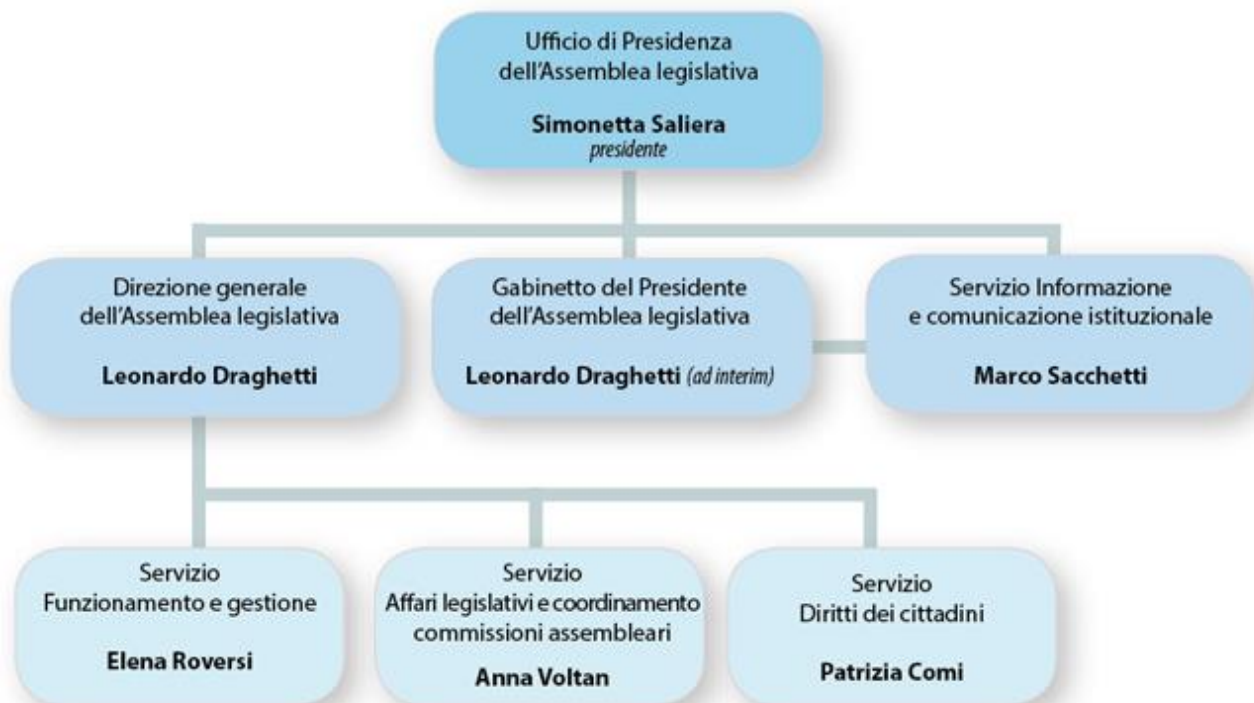 Ufficio di Presidenza
dell'Assemblea legislativa
Simonetta Saliera
presidente
Direzione generale
dell'Assemblea legislativa
Leonardo Draghetti
Gabinetto del Presidente
dell'Assemblea legislativa
Leonardo Draghetti (ad interim)
Servizio Informazione
e comunicazione istituzionale
Marco Sacchetti
Servizio
Funzionamento e gestione
Elena Roversi
Servizio
Affari legislativi e coordinamento
commissioni assembleari
Anna Voltan
Servizio
Diritti dei cittadini
Patrizia Comi